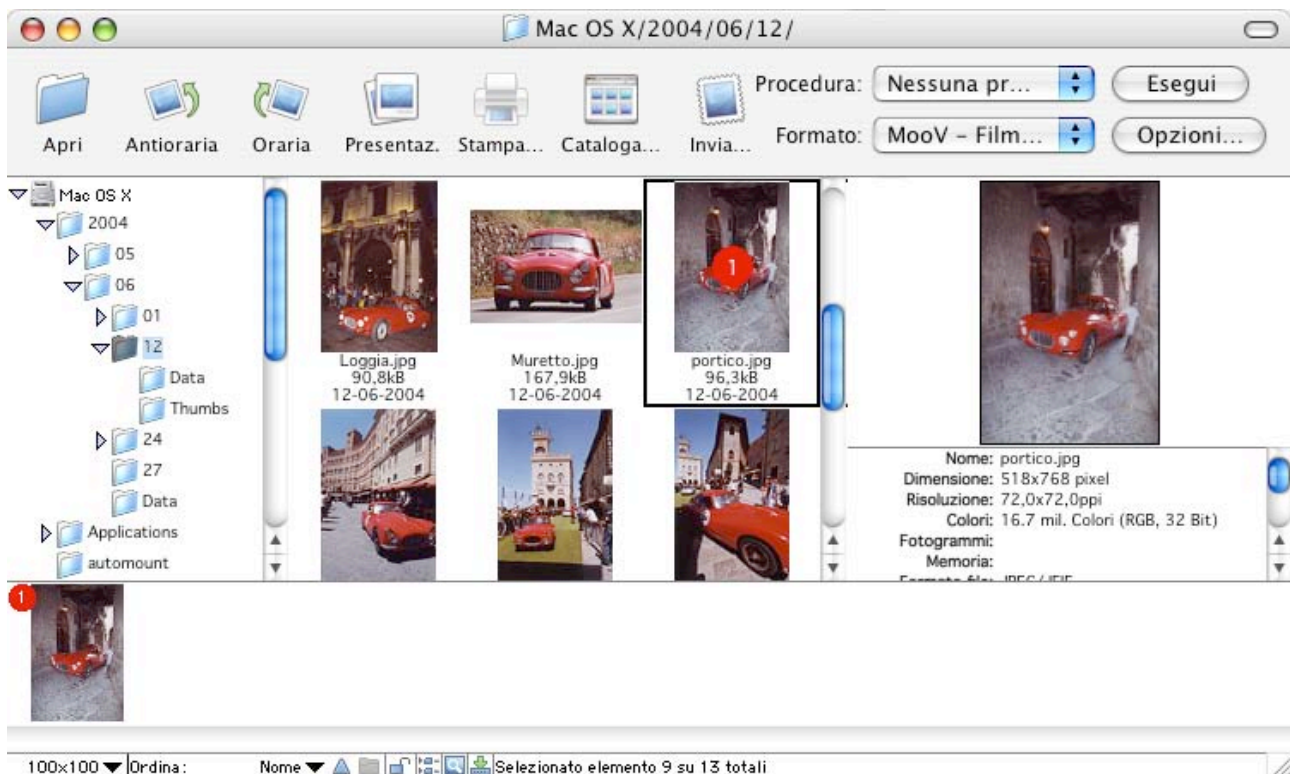 Mac OS X/2004/06/12/
Procedura: Nessuna pr... Esegui
Formato: MooV - Film... Opzioni...
Apri Antioraria Oraria Presentaz. Stampa... Cataloga... Invia...
Mac OS X
2004
05
06
01
12
Data
Thumbs
24
27
Data
Applications
automount
Loggia.jpg
90,8kB
12-06-2004
Muretto.jpg
167,9kB
12-06-2004
1
portico.jpg
96,3kB
12-06-2004
Nome: portico.jpg
Dimensione: 518x768 pixel
Risoluzione: 72,0x72,0ppi
Colori: 16.7 mil. Colori (RGB, 32 Bit)
Fotogrammi:
Memoria:
Formato file: JPEG/JFIF
1
100x100 Ordina: Nome Selezionato elemento 9 su 13 totali